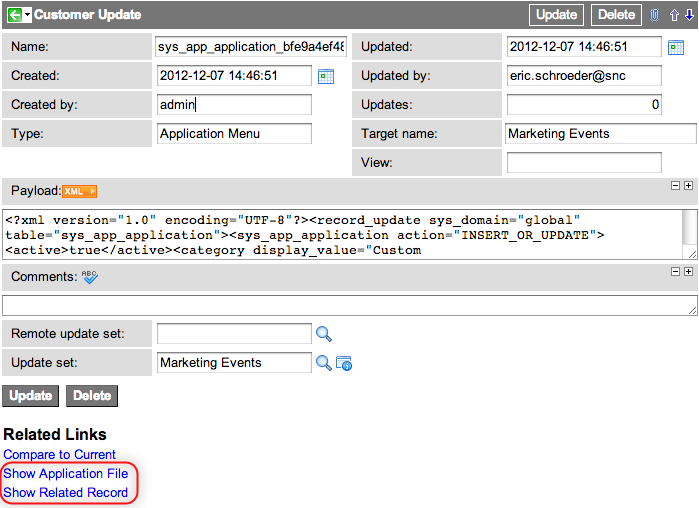 Customer Update Update Delete
Name: sys_app_application_bfe9a4ef48 Updated: 2012-12-07 14:46:51
Created: 2012-12-07 14:46:51 Updated by: eric.schroeder@snc
Created by: admin Updates: 0
Type: Application Menu Target name: Marketing Events
View:
Payload: XML
<?xml version="1.0" encoding="UTF-8"?><record_update sys_domain="global"
table="sys_app_application"><sys_app_application action="INSERT_OR_UPDATE">
<active>true</active><category display_value="Custom
Comments: ABC
Remote update set:
Update set: Marketing Events
Update Delete
Related Links
Compare to Current
Show Application File
Show Related Record